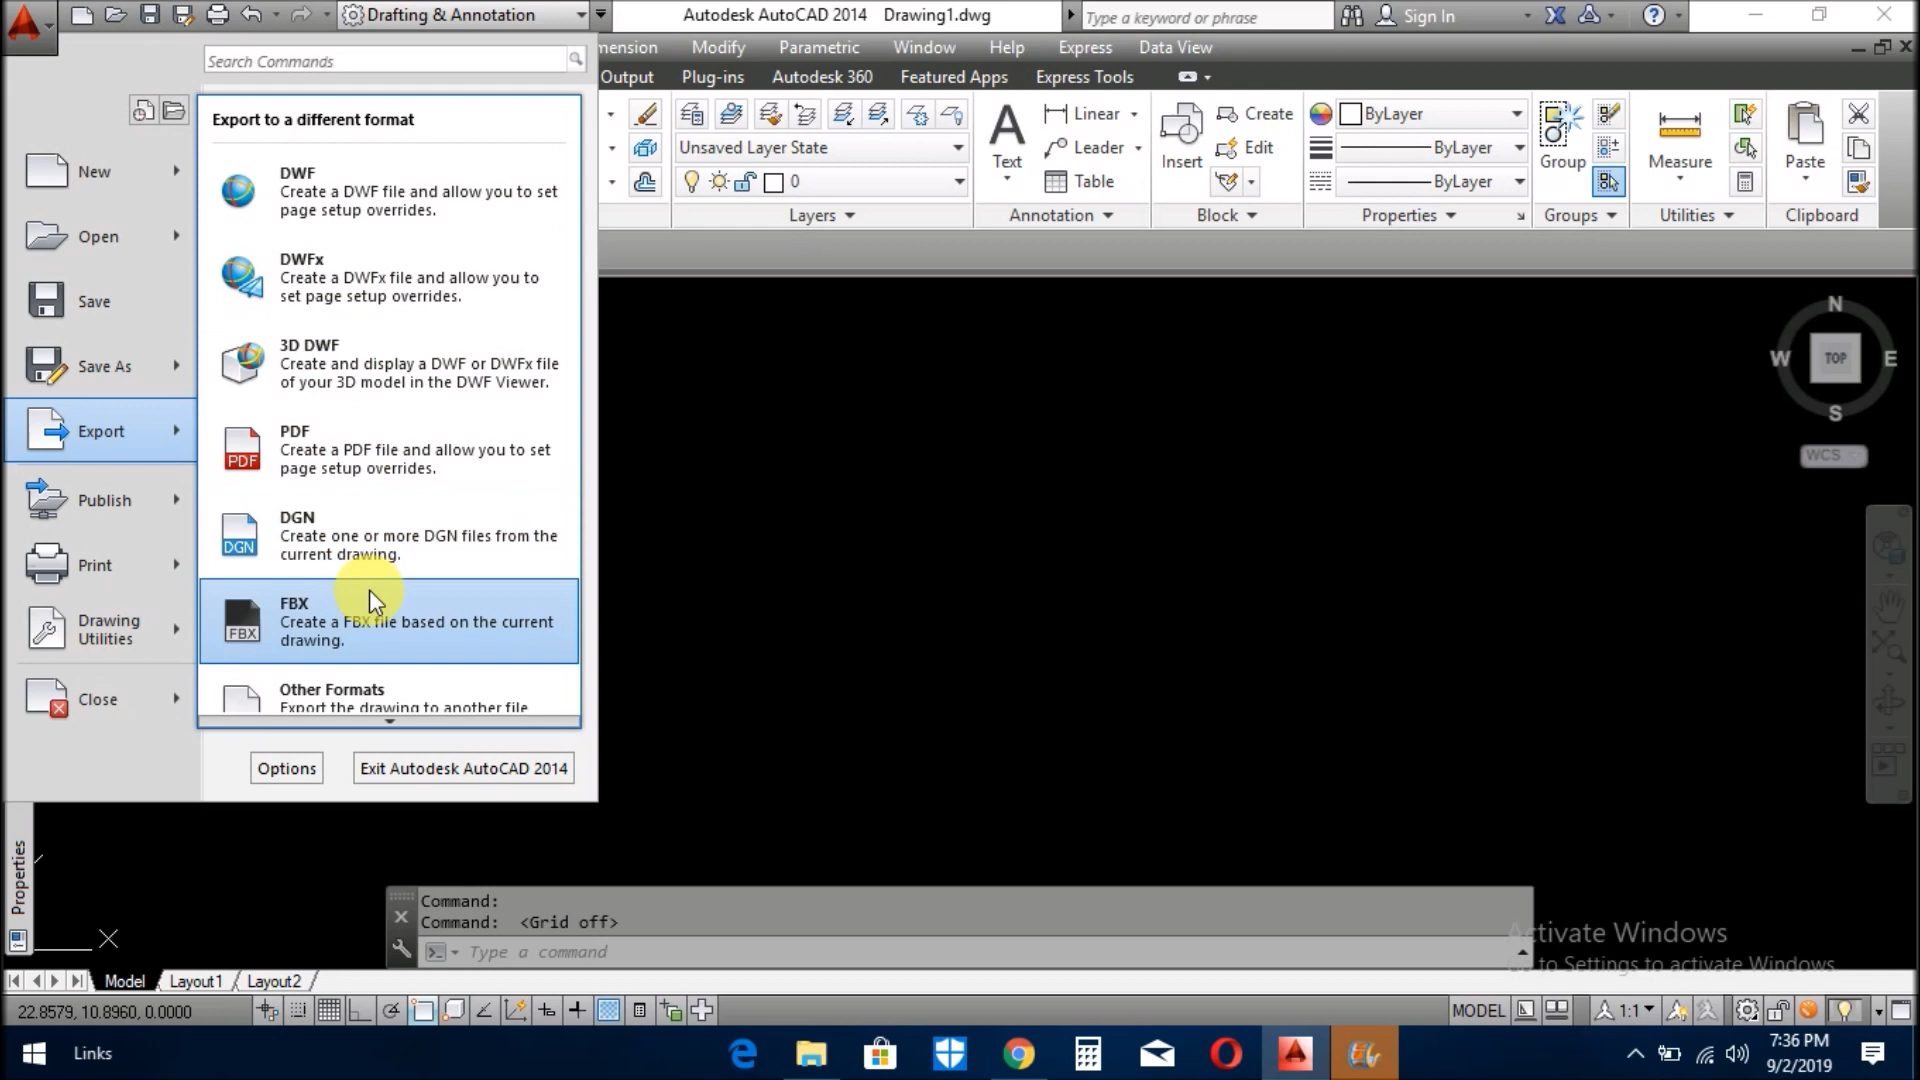 Drafting & Annotation
Autodesk AutoCAD 2014 Drawing1.dwg
Type a keyword or phrase
Sign In
Search Commands
mension Modify Parametric Window Help Express Data View
Output Plug-ins Autodesk 360 Featured Apps Express Tools
Export to a different format
New
Open
Save
Save As
Export
Publish
Print
Drawing
Utilities
Close
DWF
Create a DWF file and allow you to set
page setup overrides.
DWFx
Create a DWFx file and allow you to
set page setup overrides.
3D DWF
Create and display a DWF or DWFx file
of your 3D model in the DWF Viewer.
PDF
PDF
Create a PDF file and allow you to set
page setup overrides.
DGN
DGN
Create one or more DGN files from the
current drawing.
FBX
FBX
Create a FBX file based on the current
drawing.
Other Formats
Export the drawing to another file
Options
Exit Autodesk AutoCAD 2014
Unsaved Layer State
0
Layers
Text
Linear
Leader
Table
Annotation
Insert
Create
Edit
Block
ByLayer
ByLayer
ByLayer
Properties
Group
Groups
Measure
Utilities
Paste
Clipboard
N
W TOP E
S
WCS
Properties
Command:
Command: <Grid off>
Type a command
Activate Windows
Go to Settings to activate Windows.
Model Layout1 Layout2
22.8579, 10.8960, 0.0000
MODEL
1:1
Links
7:36 PM
9/2/2019